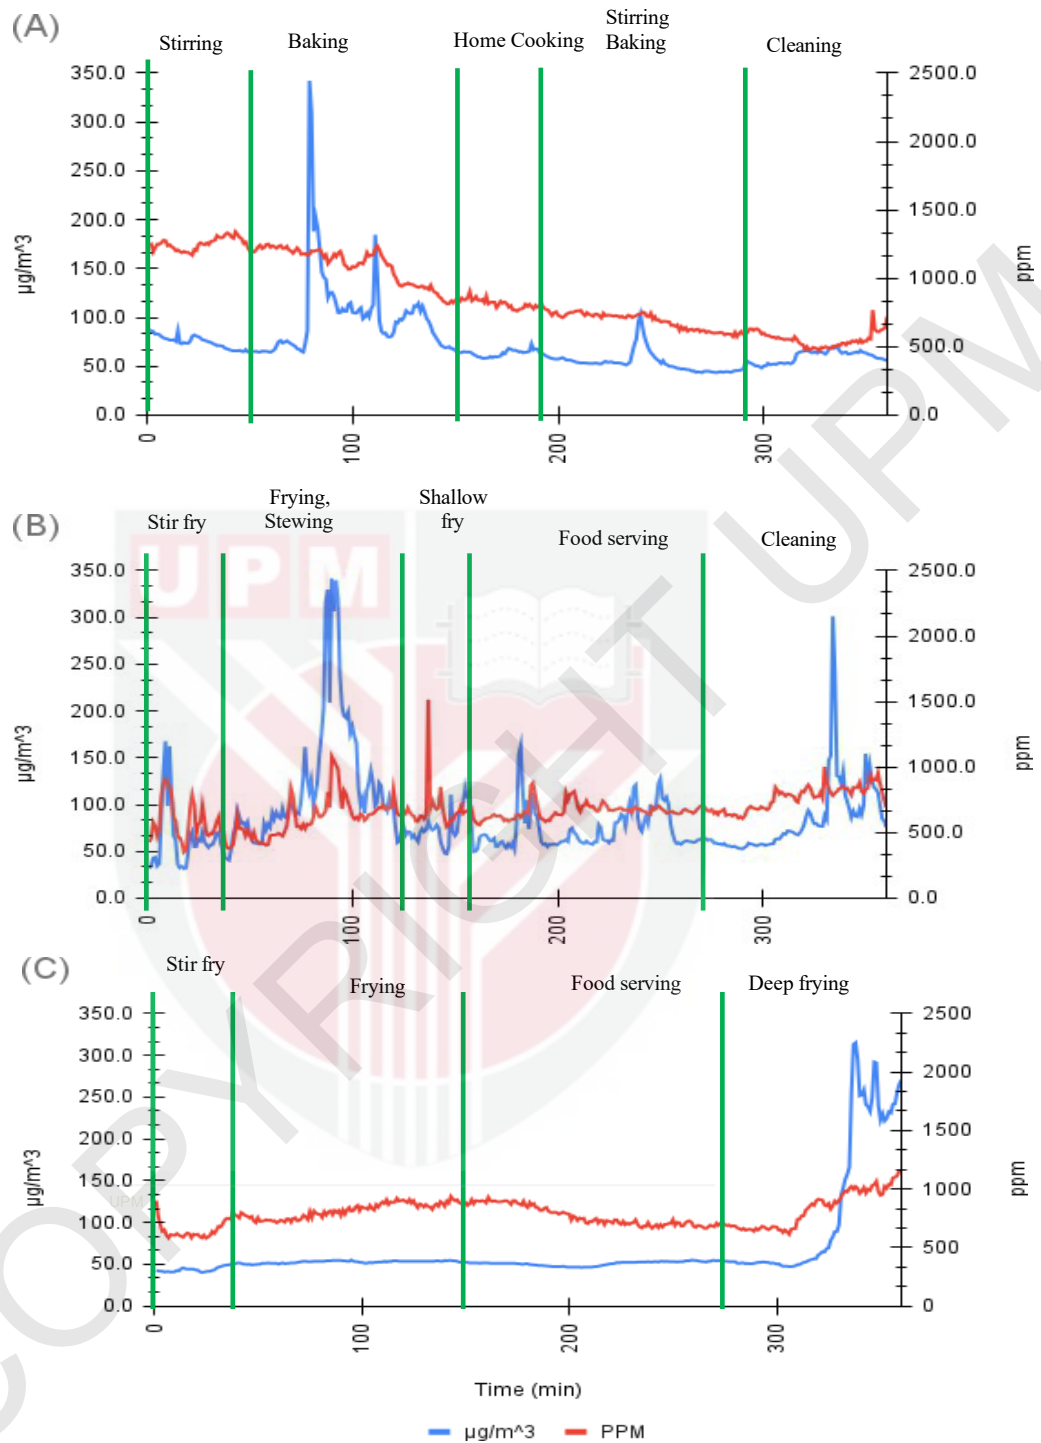 (A)
Stirring
Baking
Home Cooking
Stirring
Baking
Cleaning
350.0
300.0
250.0
200.0
150.0
100.0
50.0
0.0
µg/m^3
2500.0
2000.0
1500.0
1000.0
500.0
0.0
ppm
0
100
200
300
(B)
Stir fry
Frying,
Stewing
Shallow
fry
Food serving
Cleaning
UPM
350.0
300.0
250.0
200.0
150.0
100.0
50.0
0.0
µg/m^3
2500.0
2000.0
1500.0
1000.0
500.0
0.0
ppm
0
100
200
300
(C)
Stir fry
Frying
Food serving
Deep frying
350.0
300.0
250.0
200.0
150.0
100.0
50.0
0.0
µg/m^3
2500
2000
1500
1000
500
0
ppm
UPM
0
100
200
300
Time (min)
µg/m^3
PPM
COPYRIGHT UPM